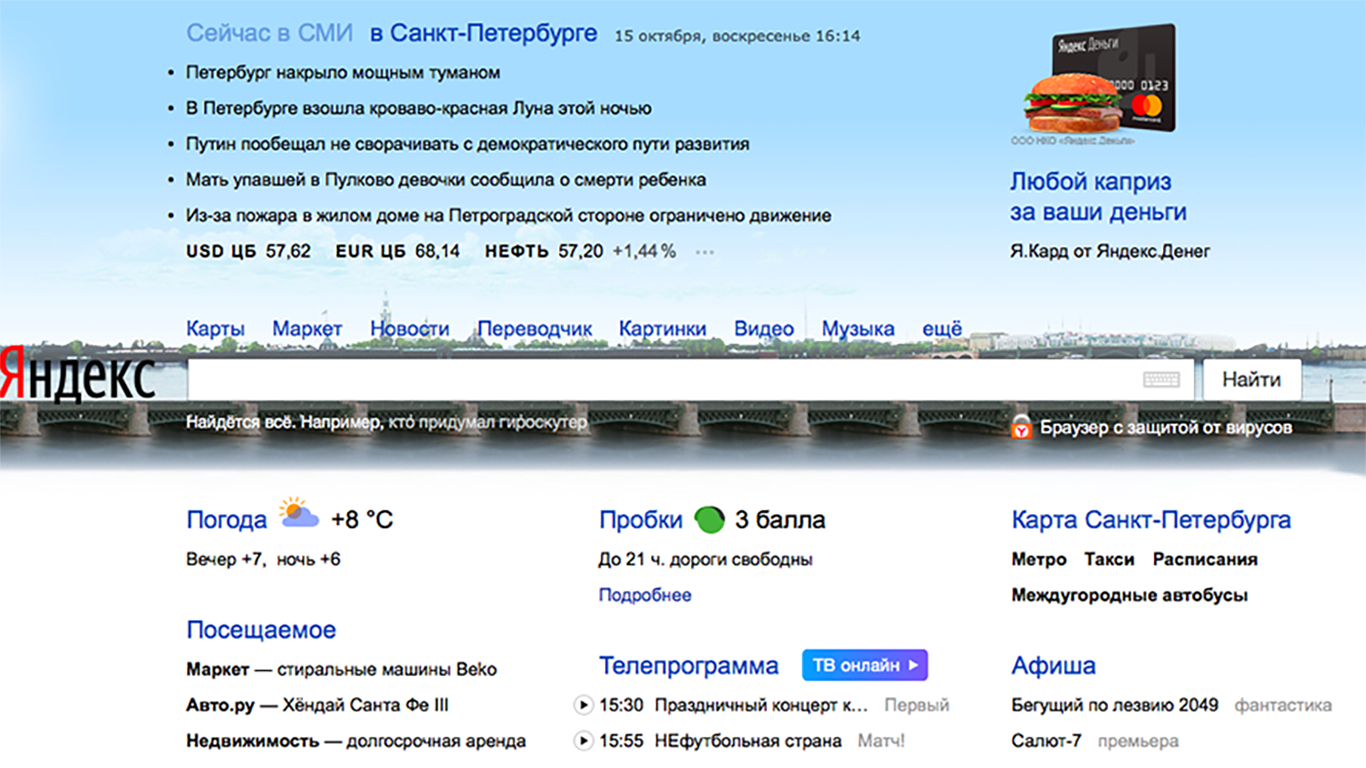 Сейчас в СМИ в Санкт-Петербурге 15 октября, воскресенье 16:14
• Петербург накрыло мощным туманом
• В Петербурге взошла кроваво-красная Луна этой ночью
• Путин пообещал не сворачивать с демократического пути развития
• Мать упавшей в Пулково девочки сообщила о смерти ребенка
• Из-за пожара в жилом доме на Петроградской стороне ограничено движение
USD ЦБ 57,62 EUR ЦБ 68,14 НЕФТЬ 57,20 +1,44 % ...
Яндекс Деньги
0000 0123
mastercard
ООО НКО «Яндекс.Деньги»
Любой каприз
за ваши деньги
Я.Кард от Яндекс.Денег
Карты Маркет Новости Переводчик Картинки Видео Музыка ещё
Яндекс
Найти
Найдётся всё. Например, кто придумал гироскутер
Браузер с защитой от вирусов
Погода +8 °C
Вечер +7, ночь +6
Пробки 3 балла
До 21 ч. дороги свободны
Подробнее
Карта Санкт-Петербурга
Метро Такси Расписания
Междугородные автобусы
Посещаемое
Маркет — стиральные машины Beko
Авто.ру — Хёндай Санта Фе III
Недвижимость — долгосрочная аренда
Телепрограмма ТВ онлайн
15:30 Праздничный концерт к... Первый
15:55 НЕфутбольная страна Матч!
Афиша
Бегущий по лезвию 2049 фантастика
Салют-7 премьера